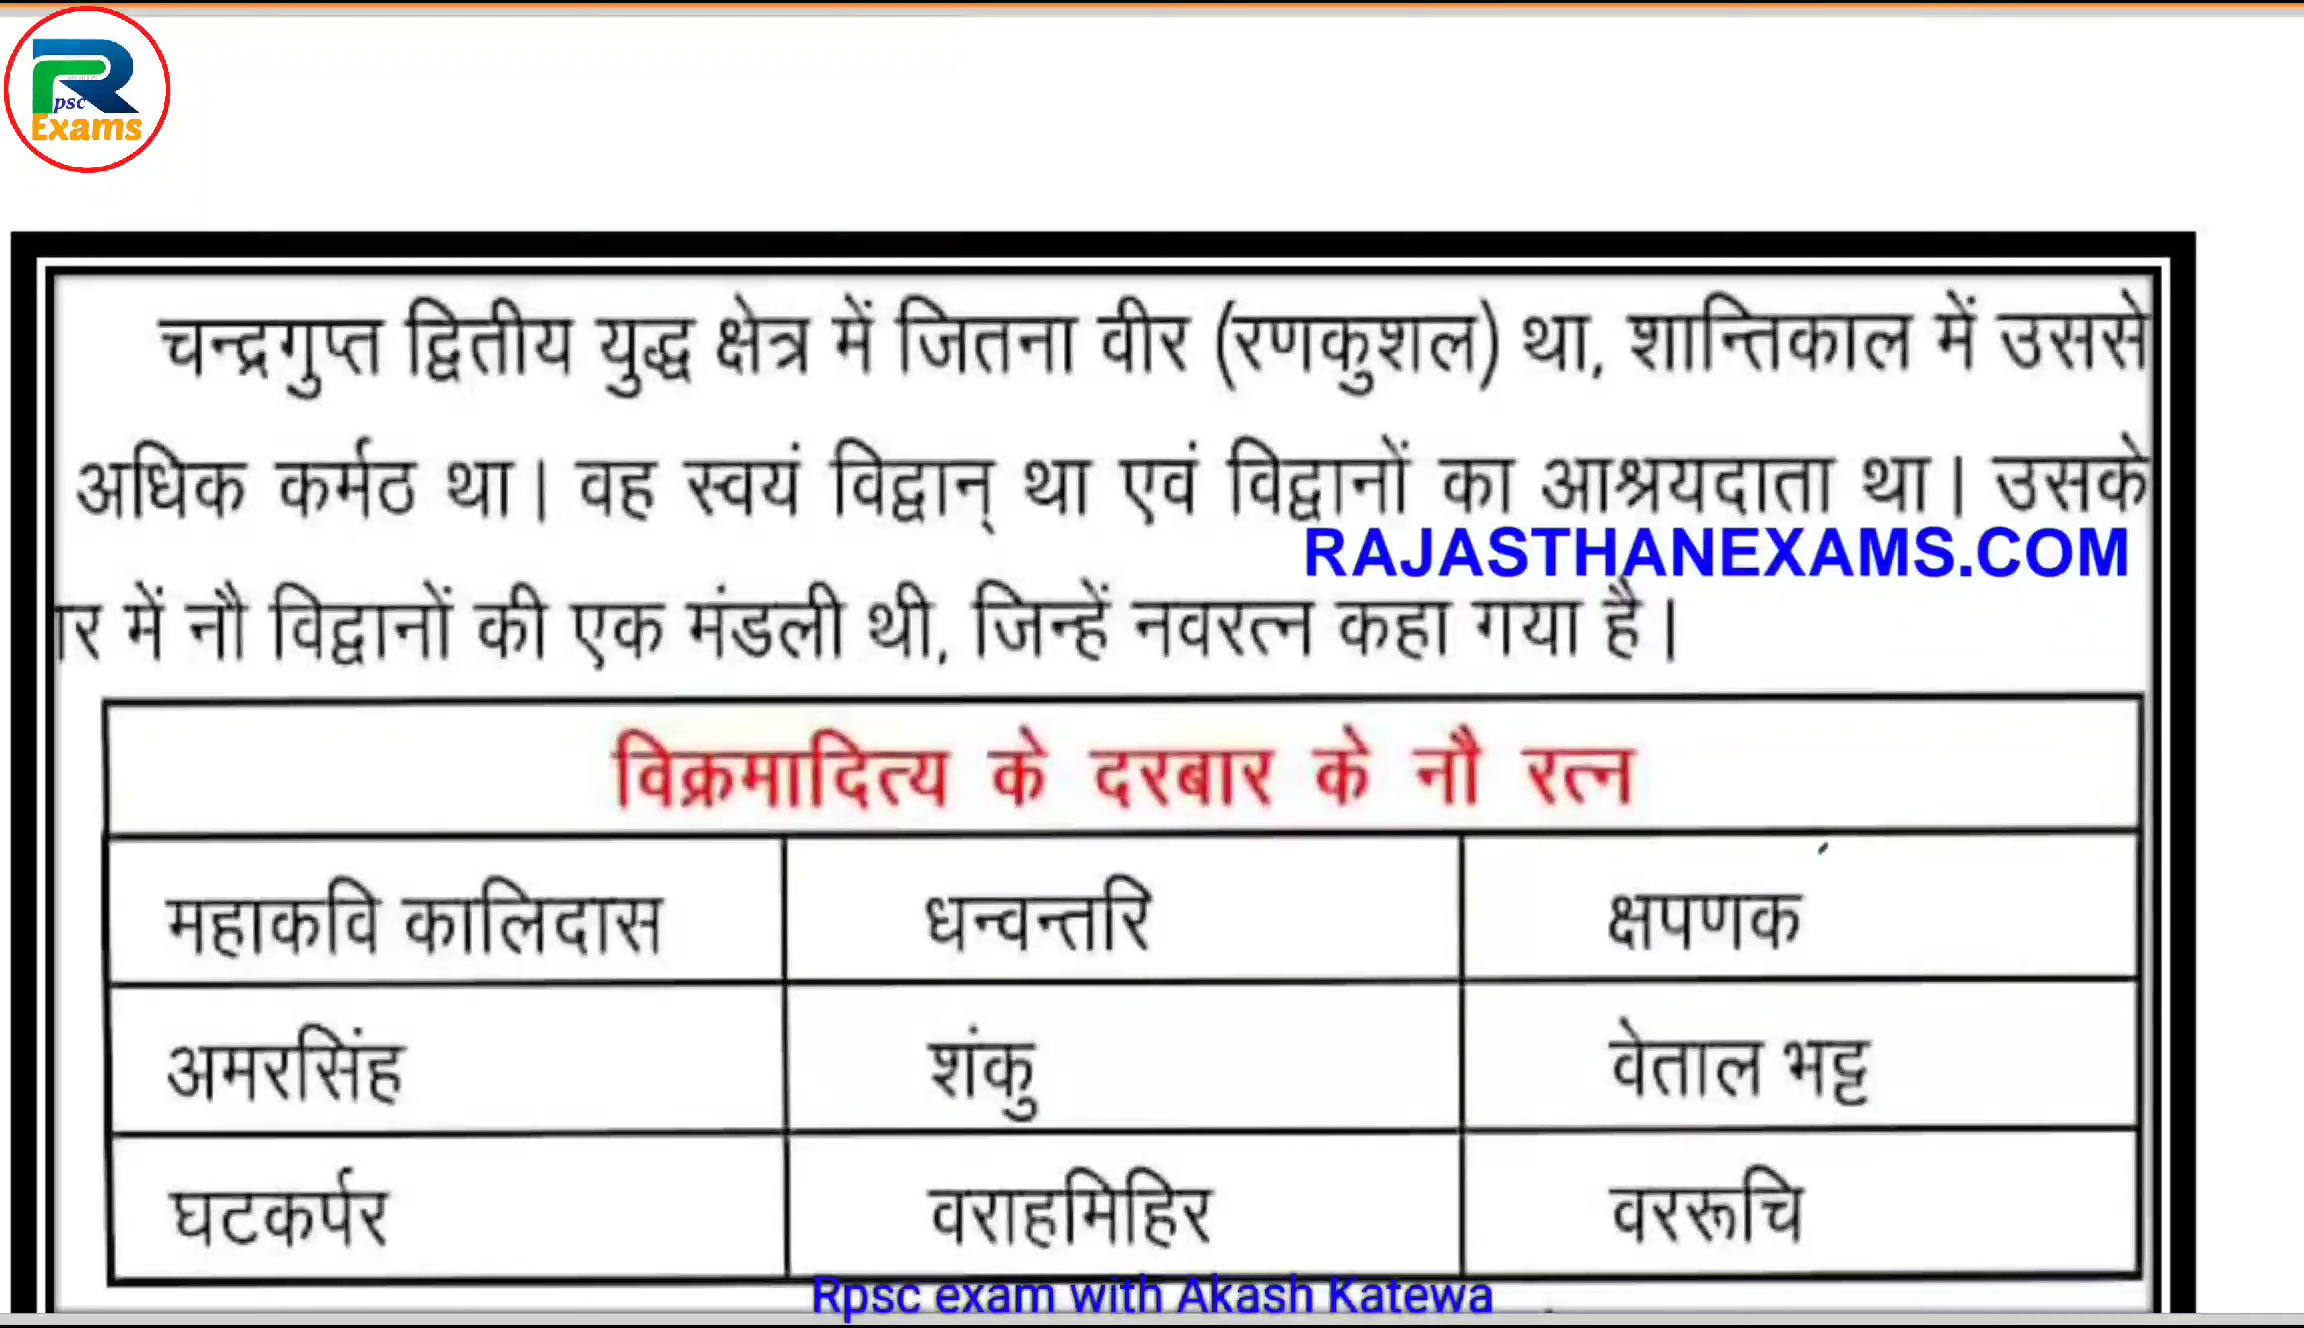 psc
Exams
चन्द्रगुप्त द्वितीय युद्ध क्षेत्र में जितना वीर (रणकुशल) था, शान्तिकाल में उससे
अधिक कर्मठ था। वह स्वयं विद्वान् था एवं विद्वानों का आश्रयदाता था। उसके
RAJASTHANEXAMS.COM
ार में नौ विद्वानों की एक मंडली थी, जिन्हें नवरत्न कहा गया है।
विक्रमादित्य के दरबार के नौ रत्न
महाकवि कालिदास धन्वन्तरि क्षपणक
अमरसिंह शंकु वेताल भट्ट
घटकर्पर वराहमिहिर वररूचि
Rpsc exam with Akash Katewa